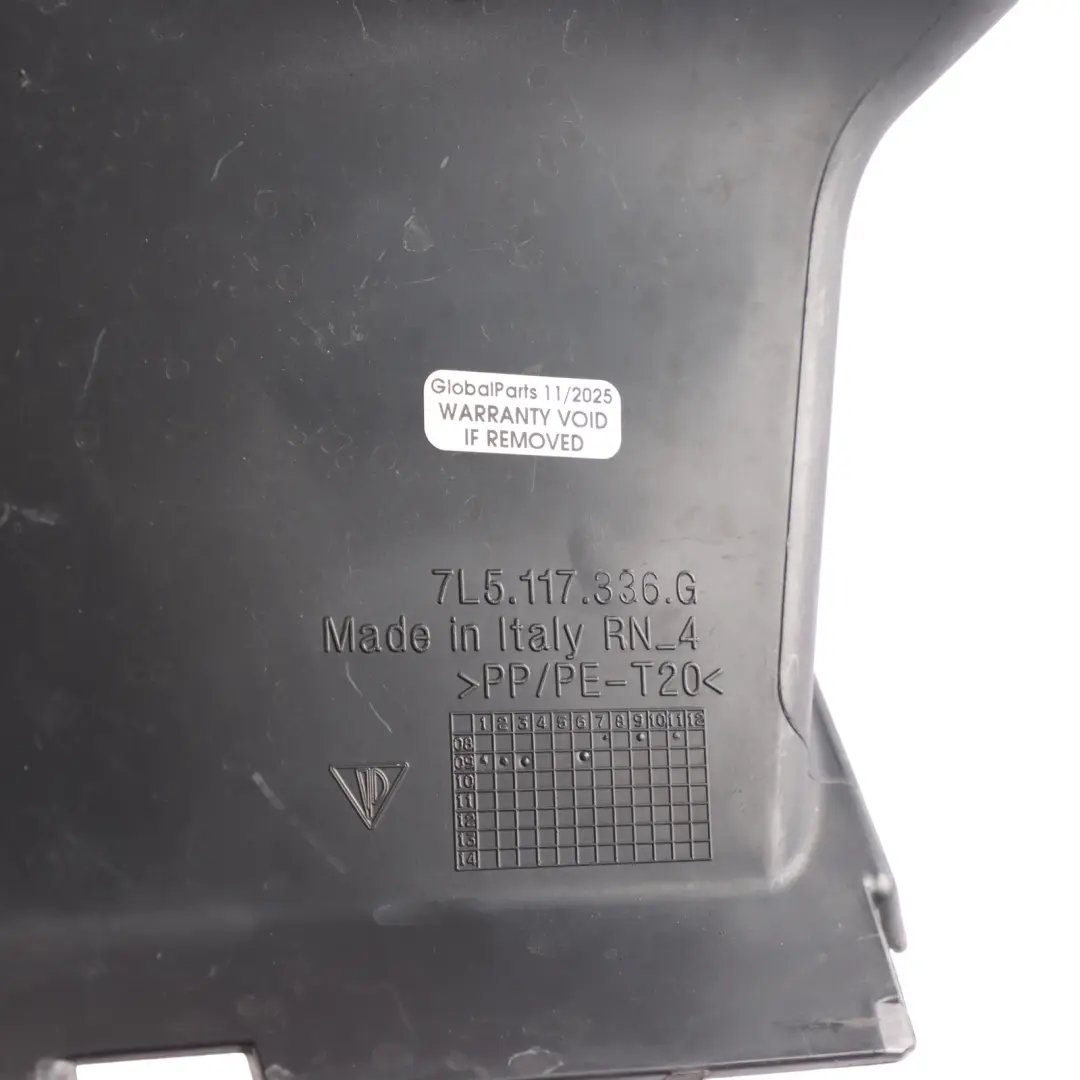 GlobalParts 11/2025
WARRANTY VOID
IF REMOVED
7L5.117.336.G
Made in Italy RN_4
>PP/PE-T20<
1 2 3 4 5 6 7 8 9 10 11 12
08
09
10
11
12
13
14